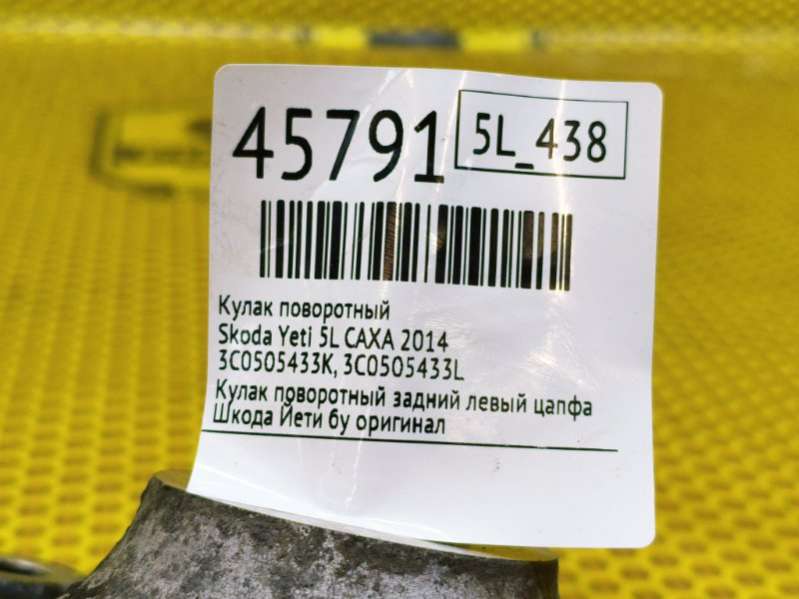 45791
5L_438
Кулак поворотный
Skoda Yeti 5L CAXA 2014
3C0505433K, 3C0505433L
Кулак поворотный задний левый цапфа
Шкода Йети бу оригинал